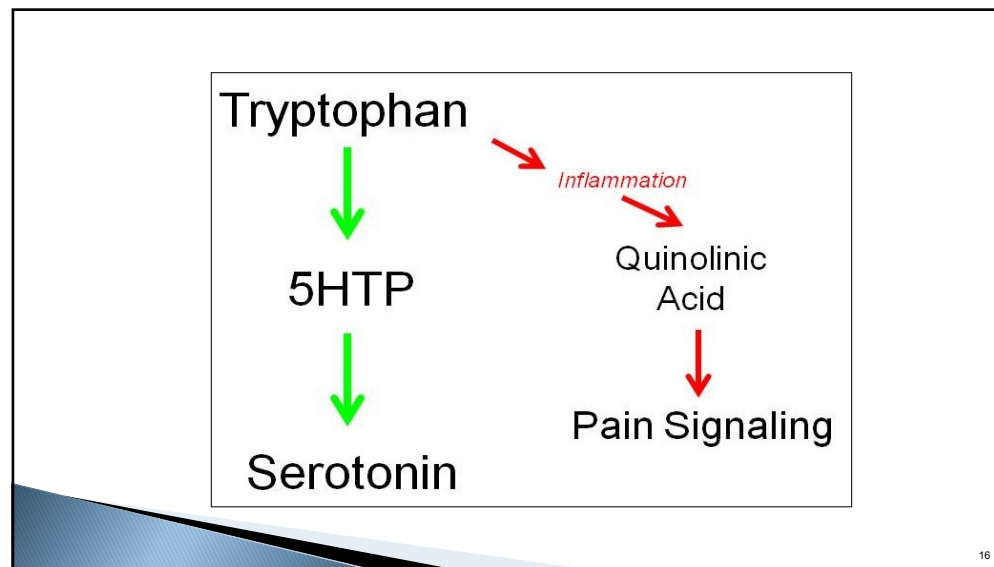 Tryptophan
Inflammation
5HTP
Quinolinic
Acid
Pain Signaling
Serotonin
16